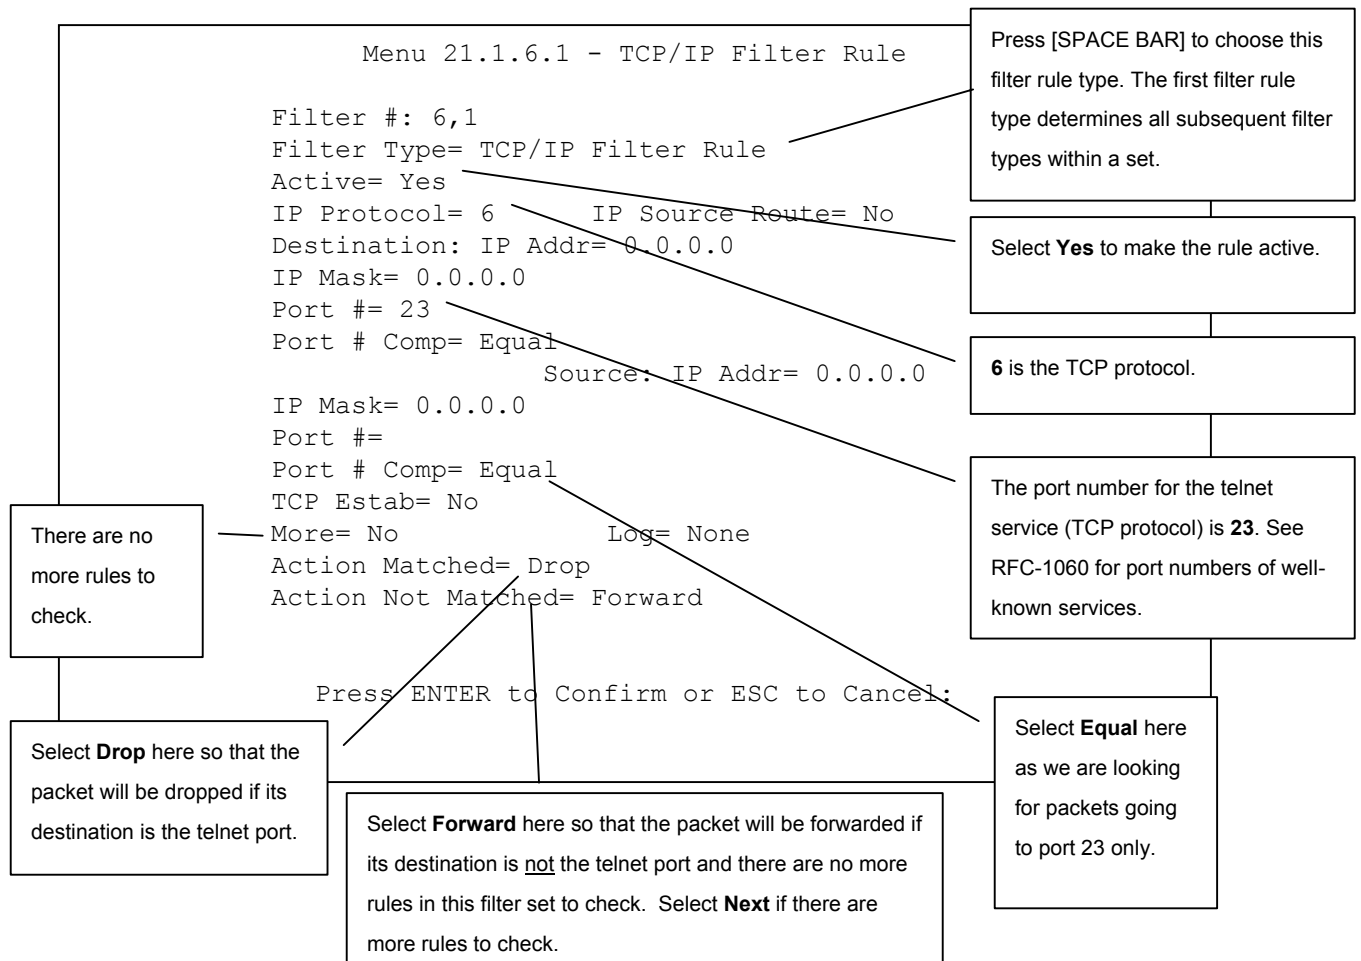 Menu 21.1.6.1 - TCP/IP Filter Rule
Filter #: 6,1
Filter Type= TCP/IP Filter Rule
Active= Yes
IP Protocol= 6 IP Source Route= No
Destination: IP Addr= 0.0.0.0
IP Mask= 0.0.0.0
Port #= 23
Port # Comp= Equal
Source: IP Addr= 0.0.0.0
IP Mask= 0.0.0.0
Port #=
Port # Comp= Equal
TCP Estab= No
More= No Log= None
Action Matched= Drop
Action Not Matched= Forward
Press ENTER to Confirm or ESC to Cancel:
Press [SPACE BAR] to choose this
filter rule type. The first filter rule
type determines all subsequent filter
types within a set.
Select Yes to make the rule active.
6 is the TCP protocol.
The port number for the telnet
service (TCP protocol) is 23. See
RFC-1060 for port numbers of well-
known services.
There are no
more rules to
check.
Select Drop here so that the
packet will be dropped if its
destination is the telnet port.
Select Forward here so that the packet will be forwarded if
its destination is not the telnet port and there are no more
rules in this filter set to check. Select Next if there are
more rules to check.
Select Equal here
as we are looking
for packets going
to port 23 only.